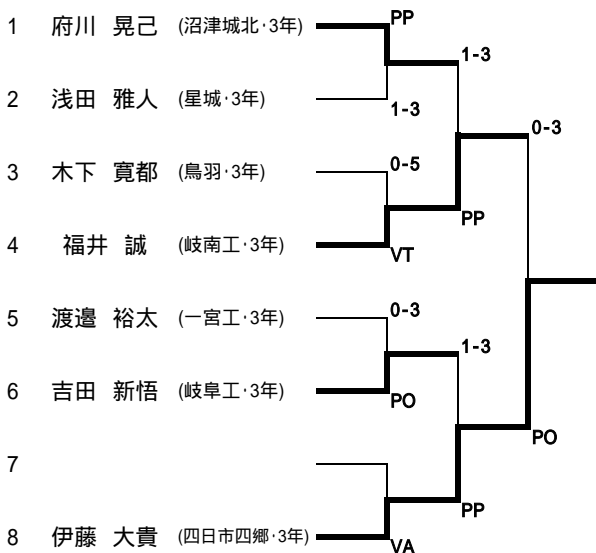 1 府川 晃己 (沼津城北・3年) PP
1-3
2 浅田 雅人 (星城・3年) 1-3
0-3
3 木下 寛都 (鳥羽・3年) 0-5
PP
4 福井 誠 (岐南工・3年) VT
5 渡邉 裕太 (一宮工・3年) 0-3
1-3
6 吉田 新悟 (岐阜工・3年) PO
PO
7
PP
8 伊藤 大貴 (四日市四郷・3年) VA